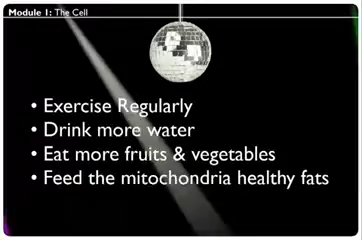 Module 1: The Cell
• Exercise Regularly
• Drink more water
• Eat more fruits & vegetables
• Feed the mitochondria healthy fats